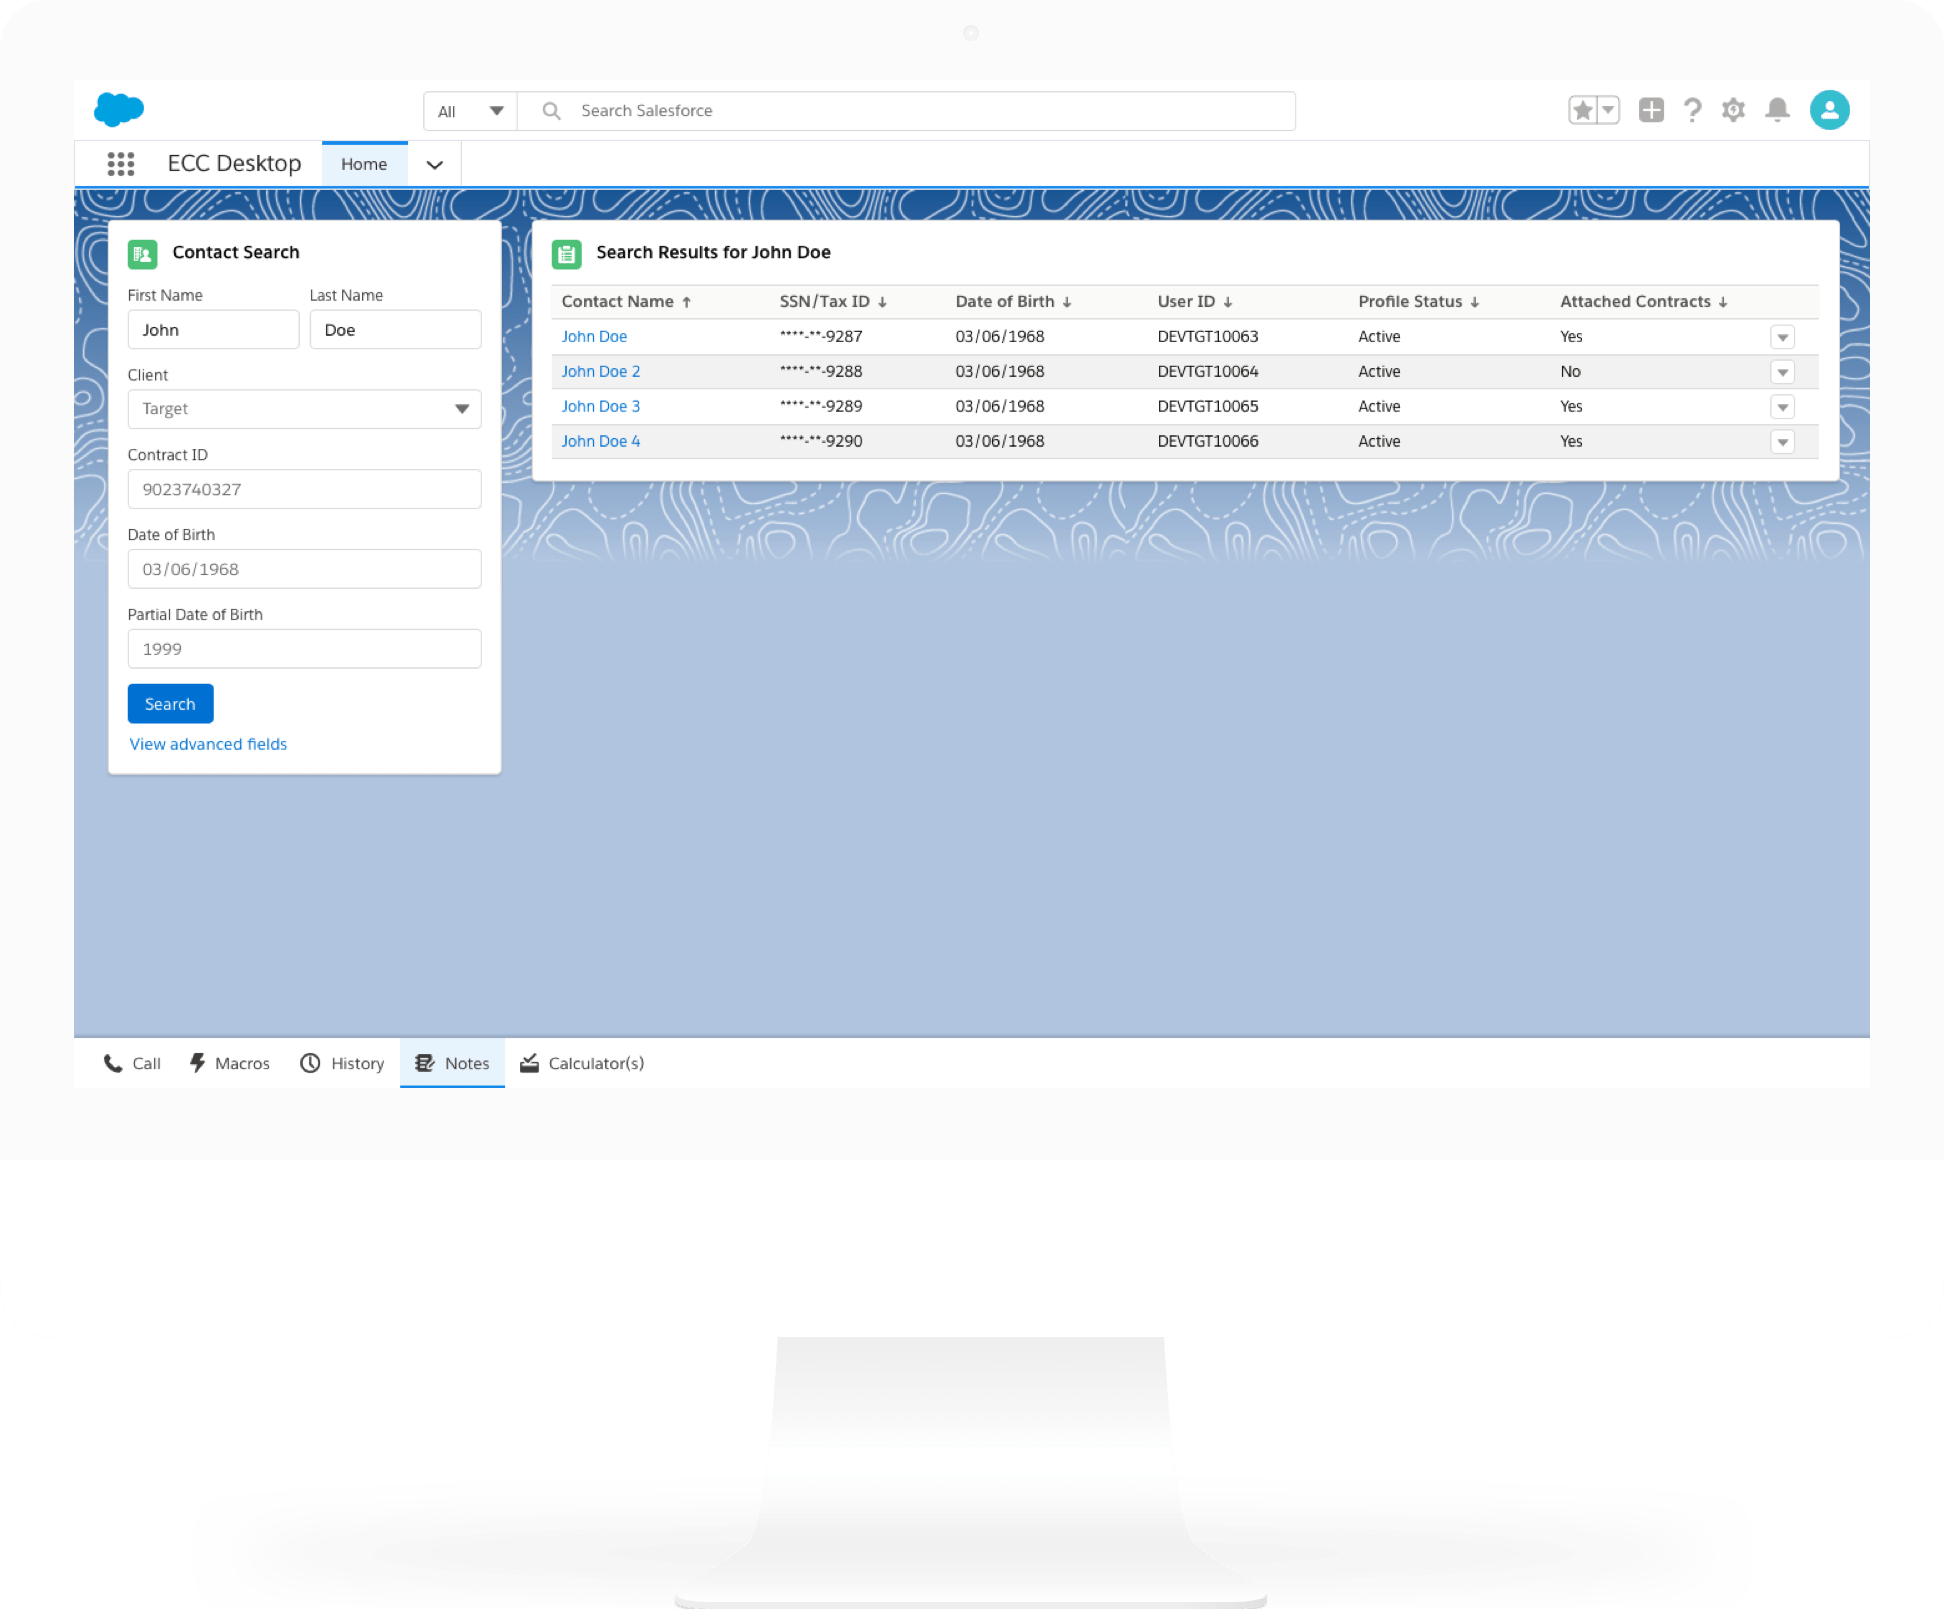 All Search Salesforce
ECC Desktop Home
Contact Search
First Name Last Name
John Doe
Client
Target
Contract ID
9023740327
Date of Birth
03/06/1968
Partial Date of Birth
1999
Search
View advanced fields
Search Results for John Doe
Contact Name ↑ SSN/Tax ID ↓ Date of Birth ↓ User ID ↓ Profile Status ↓ Attached Contracts ↓
John Doe ****-**-9287 03/06/1968 DEVTGT10063 Active Yes
John Doe 2 ****-**-9288 03/06/1968 DEVTGT10064 Active No
John Doe 3 ****-**-9289 03/06/1968 DEVTGT10065 Active Yes
John Doe 4 ****-**-9290 03/06/1968 DEVTGT10066 Active Yes
Call Macros History Notes Calculator(s)